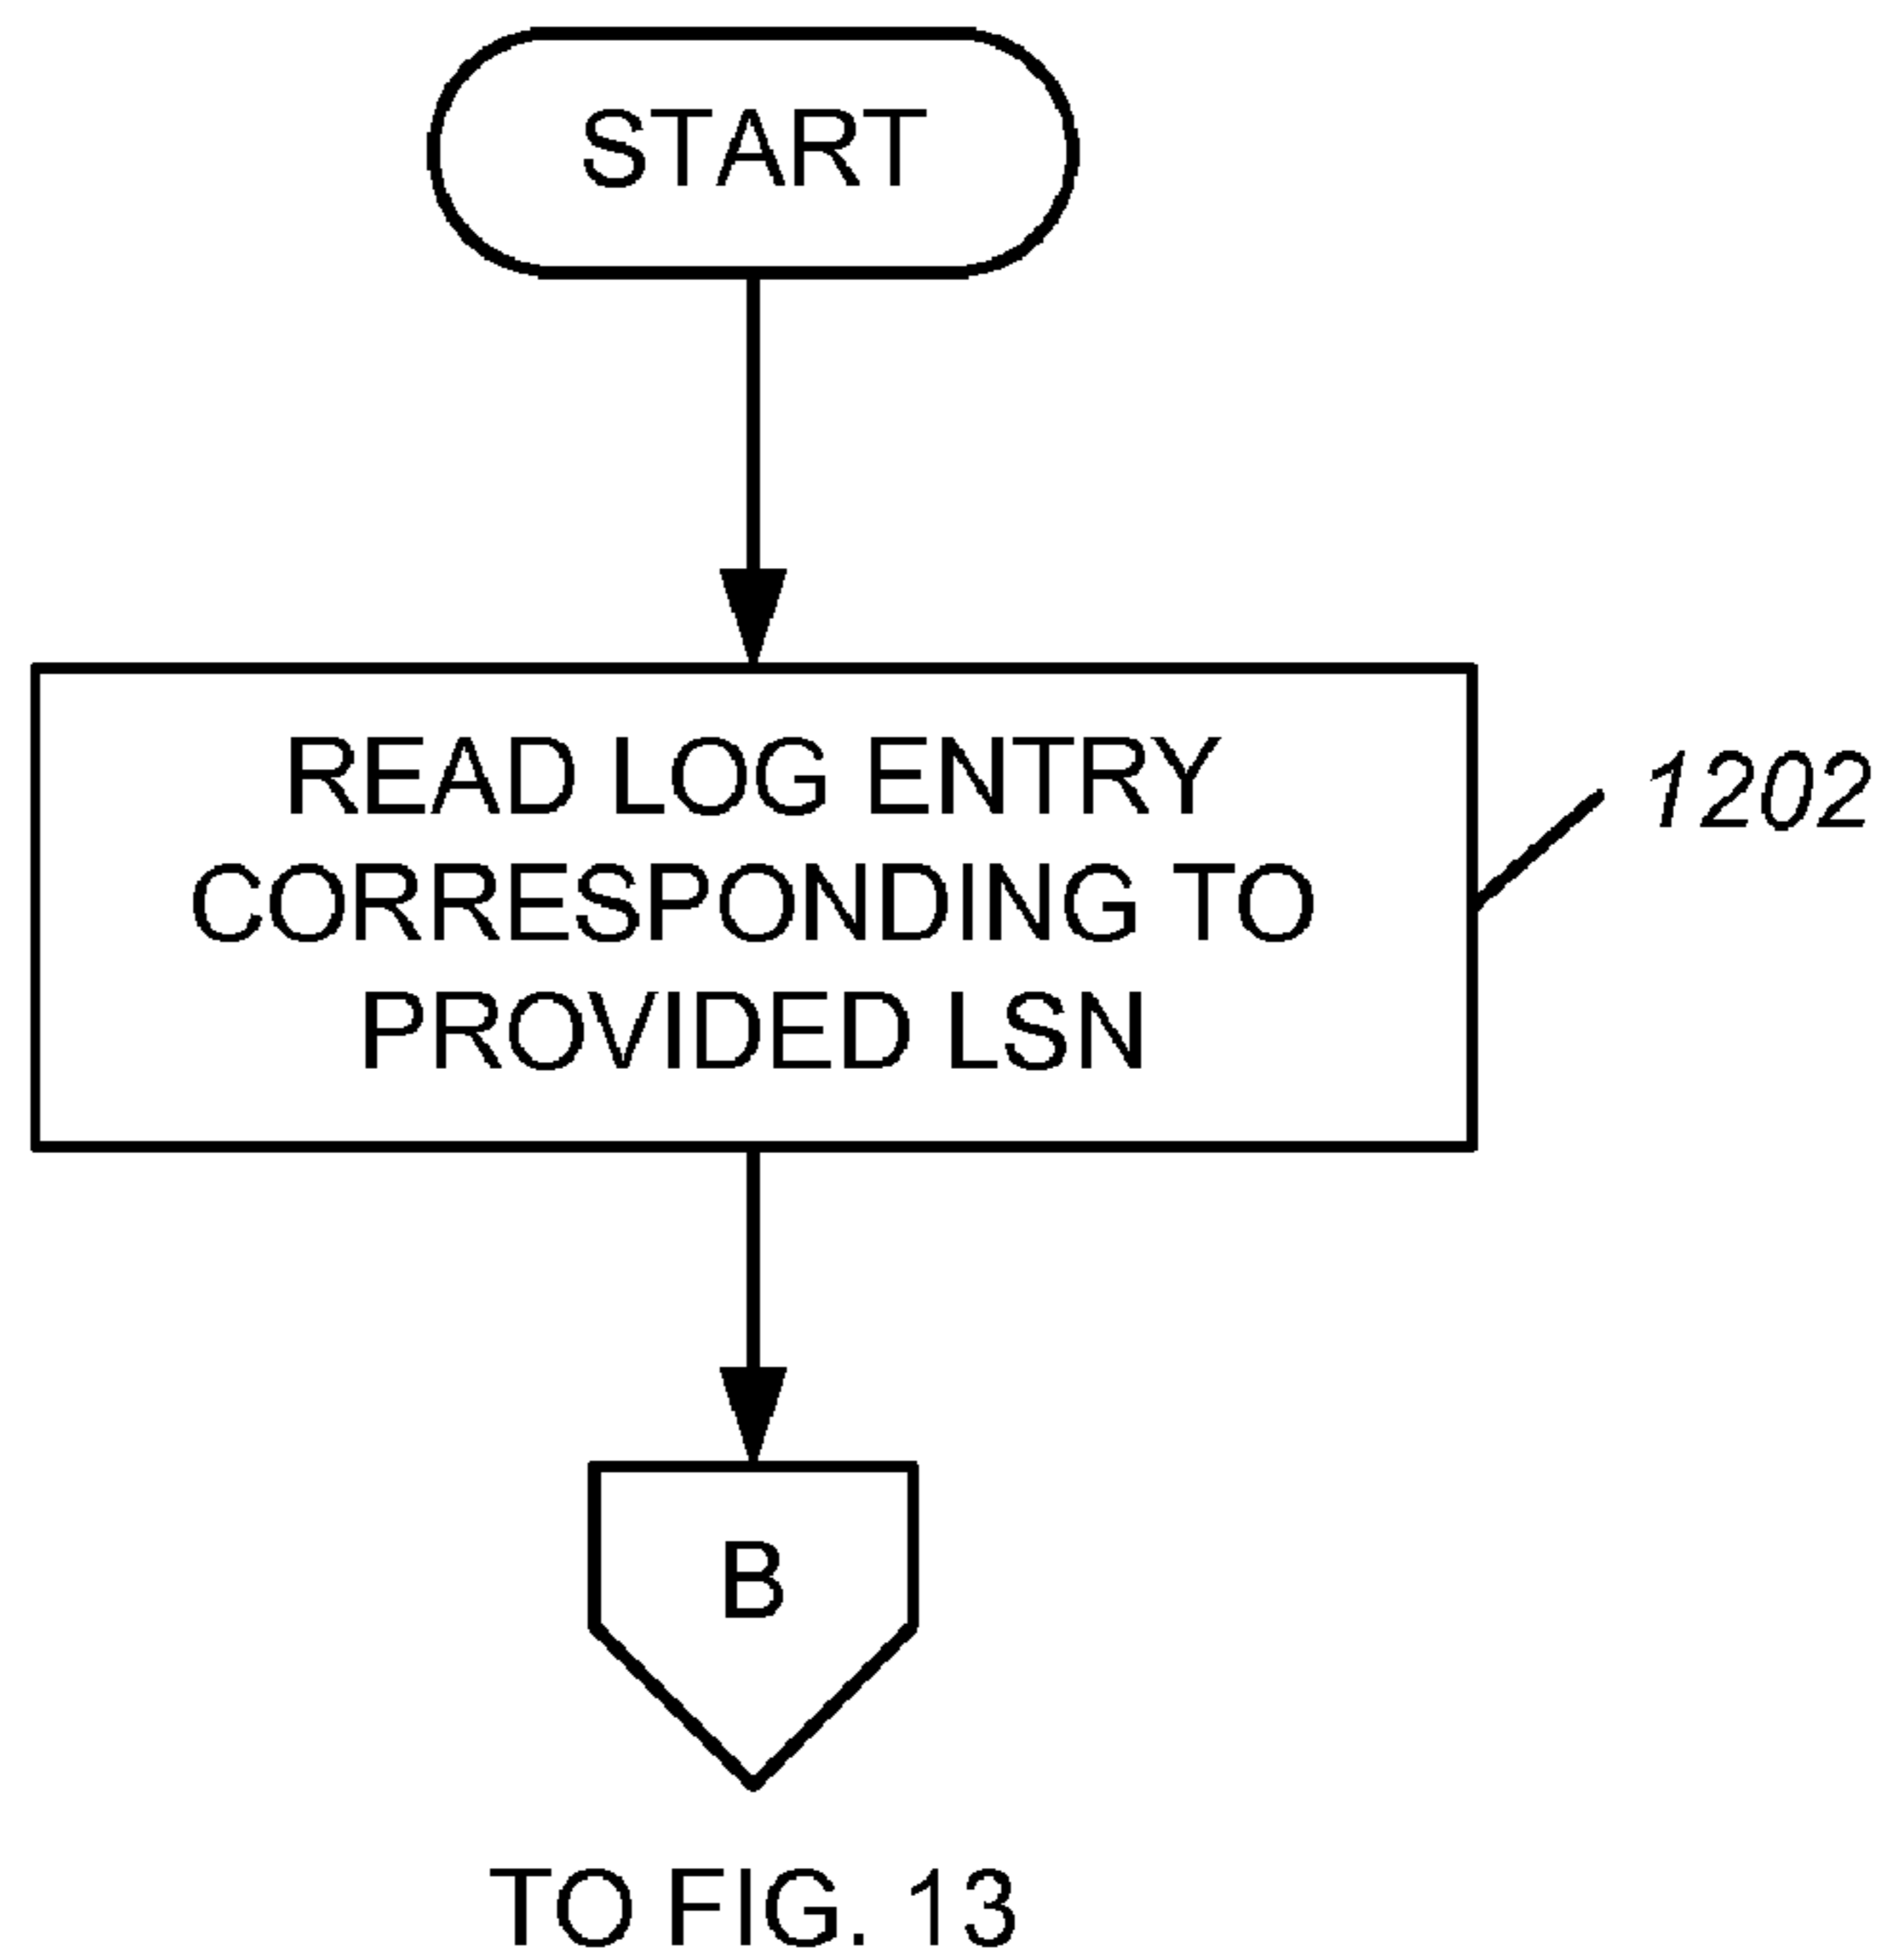 START
READ LOG ENTRY
CORRESPONDING TO
PROVIDED LSN
1202
B
TO FIG. 13